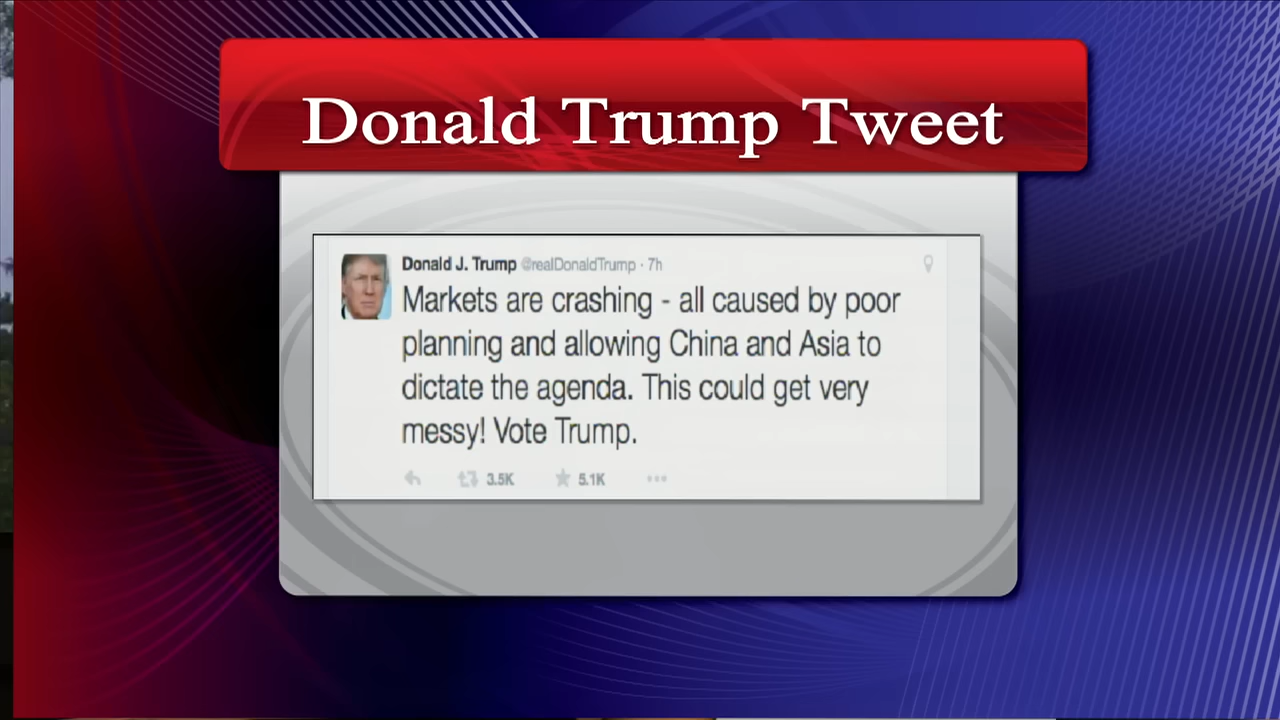 Donald Trump Tweet
Donald J. Trump @realDonaldTrump · 7h
Markets are crashing - all caused by poor
planning and allowing China and Asia to
dictate the agenda. This could get very
messy! Vote Trump.
3.5K 5.1K